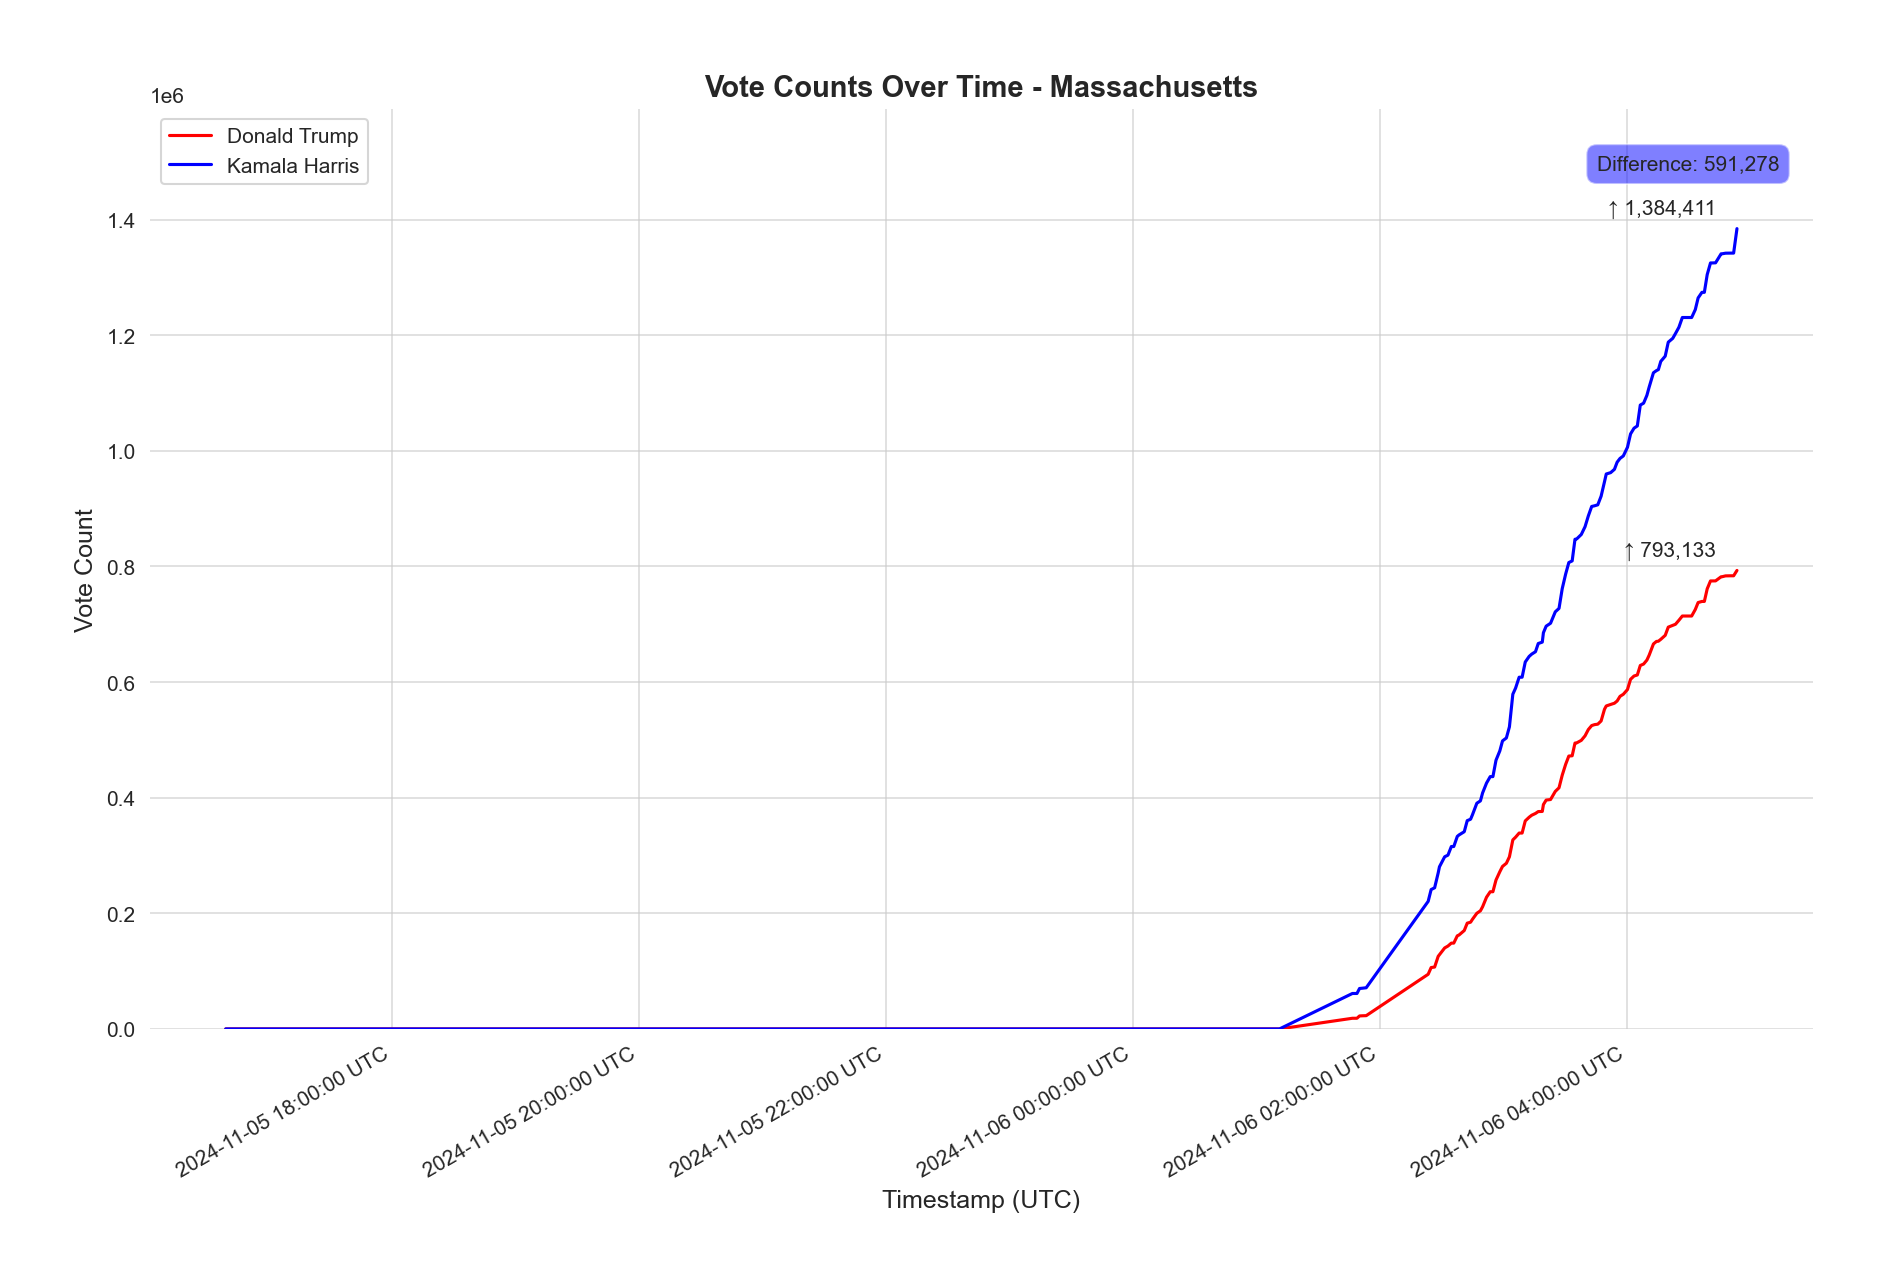 Vote Counts Over Time - Massachusetts
1e6
Donald Trump
Kamala Harris
Difference: 591,278
↑ 1,384,411
↑ 793,133
1.4
1.2
1.0
0.8
0.6
0.4
0.2
0.0
Vote Count
2024-11-05 18:00:00 UTC
2024-11-05 20:00:00 UTC
2024-11-05 22:00:00 UTC
2024-11-06 00:00:00 UTC
2024-11-06 02:00:00 UTC
2024-11-06 04:00:00 UTC
Timestamp (UTC)